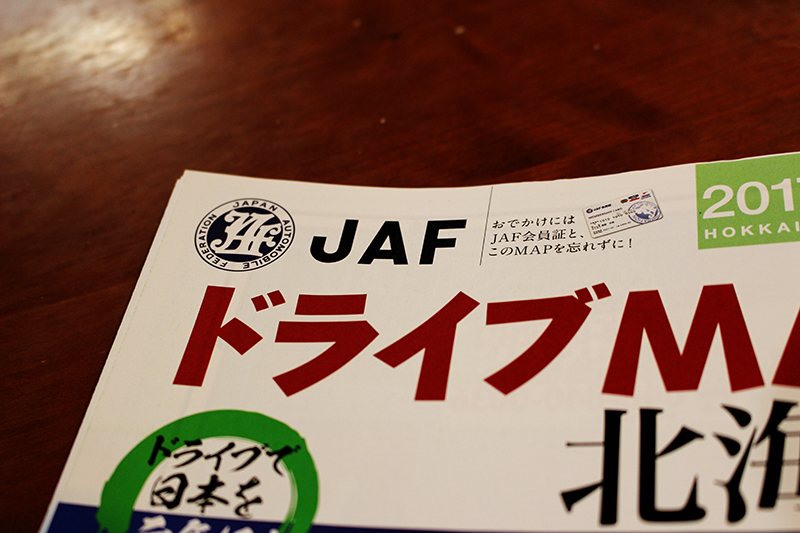 JAPAN AUTOMOBILE FEDERATION
JAF
おでかけには
JAF会員証と、
このMAPを忘れずに!
2017
HOKKAI
ドライブMA
北海
ドライブで
日本を